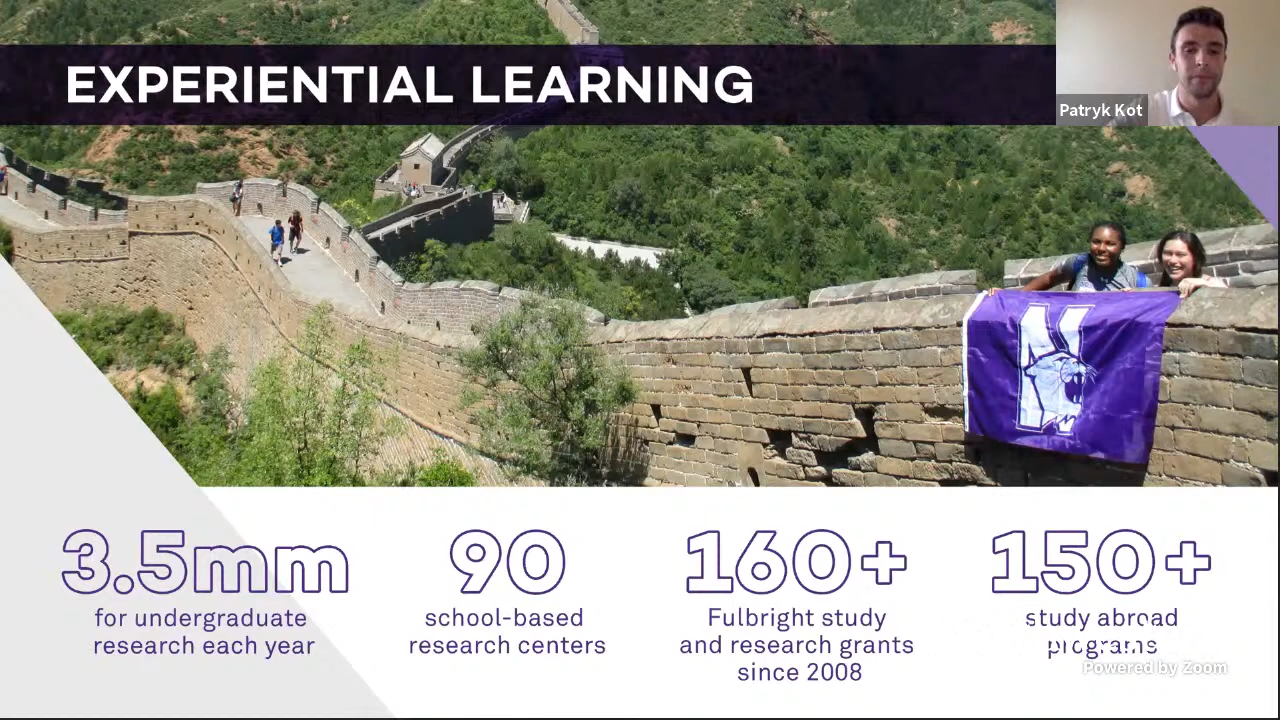 EXPERIENTIAL LEARNING
Patryk Kot
3.5mm
for undergraduate
research each year
90
school-based
research centers
160+
Fulbright study
and research grants
since 2008
150+
study abroad
programs
Powered by Zoom
N